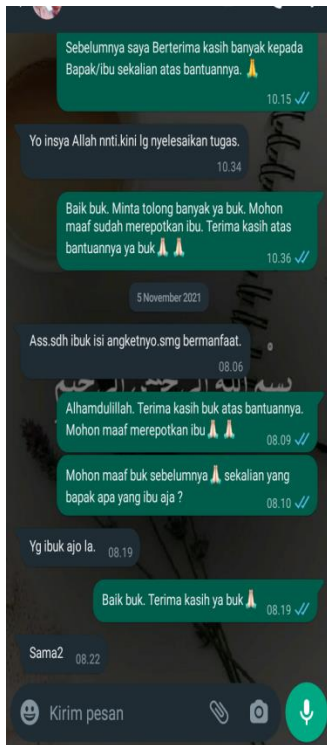 Sebelumnya saya Berterima kasih banyak kepada
Bapak/ibu sekalian atas bantuannya. 🙏
10.15
Yo insya Allah nnti.kini lg nyelesaikan tugas.
10.34
Baik buk. Minta tolong banyak ya buk. Mohon
maaf sudah merepotkan ibu. Terima kasih atas
bantuannya ya buk 🙏🏻 🙏🏻
10.36
5 November 2021
Ass.sdh ibuk isi angketnyo.smg bermanfaat.
08.06
Alhamdulillah. Terima kasih buk atas bantuannya.
Mohon maaf merepotkan ibu 🙏🏻 🙏🏻
08.09
Mohon maaf buk sebelumnya 🙏🏻 sekalian yang
bapak apa yang ibu aja ?
08.10
Yg ibuk ajo la. 08.19
Baik buk. Terima kasih ya buk 🙏🏻 08.19
Sama2 08.22
Kirim pesan